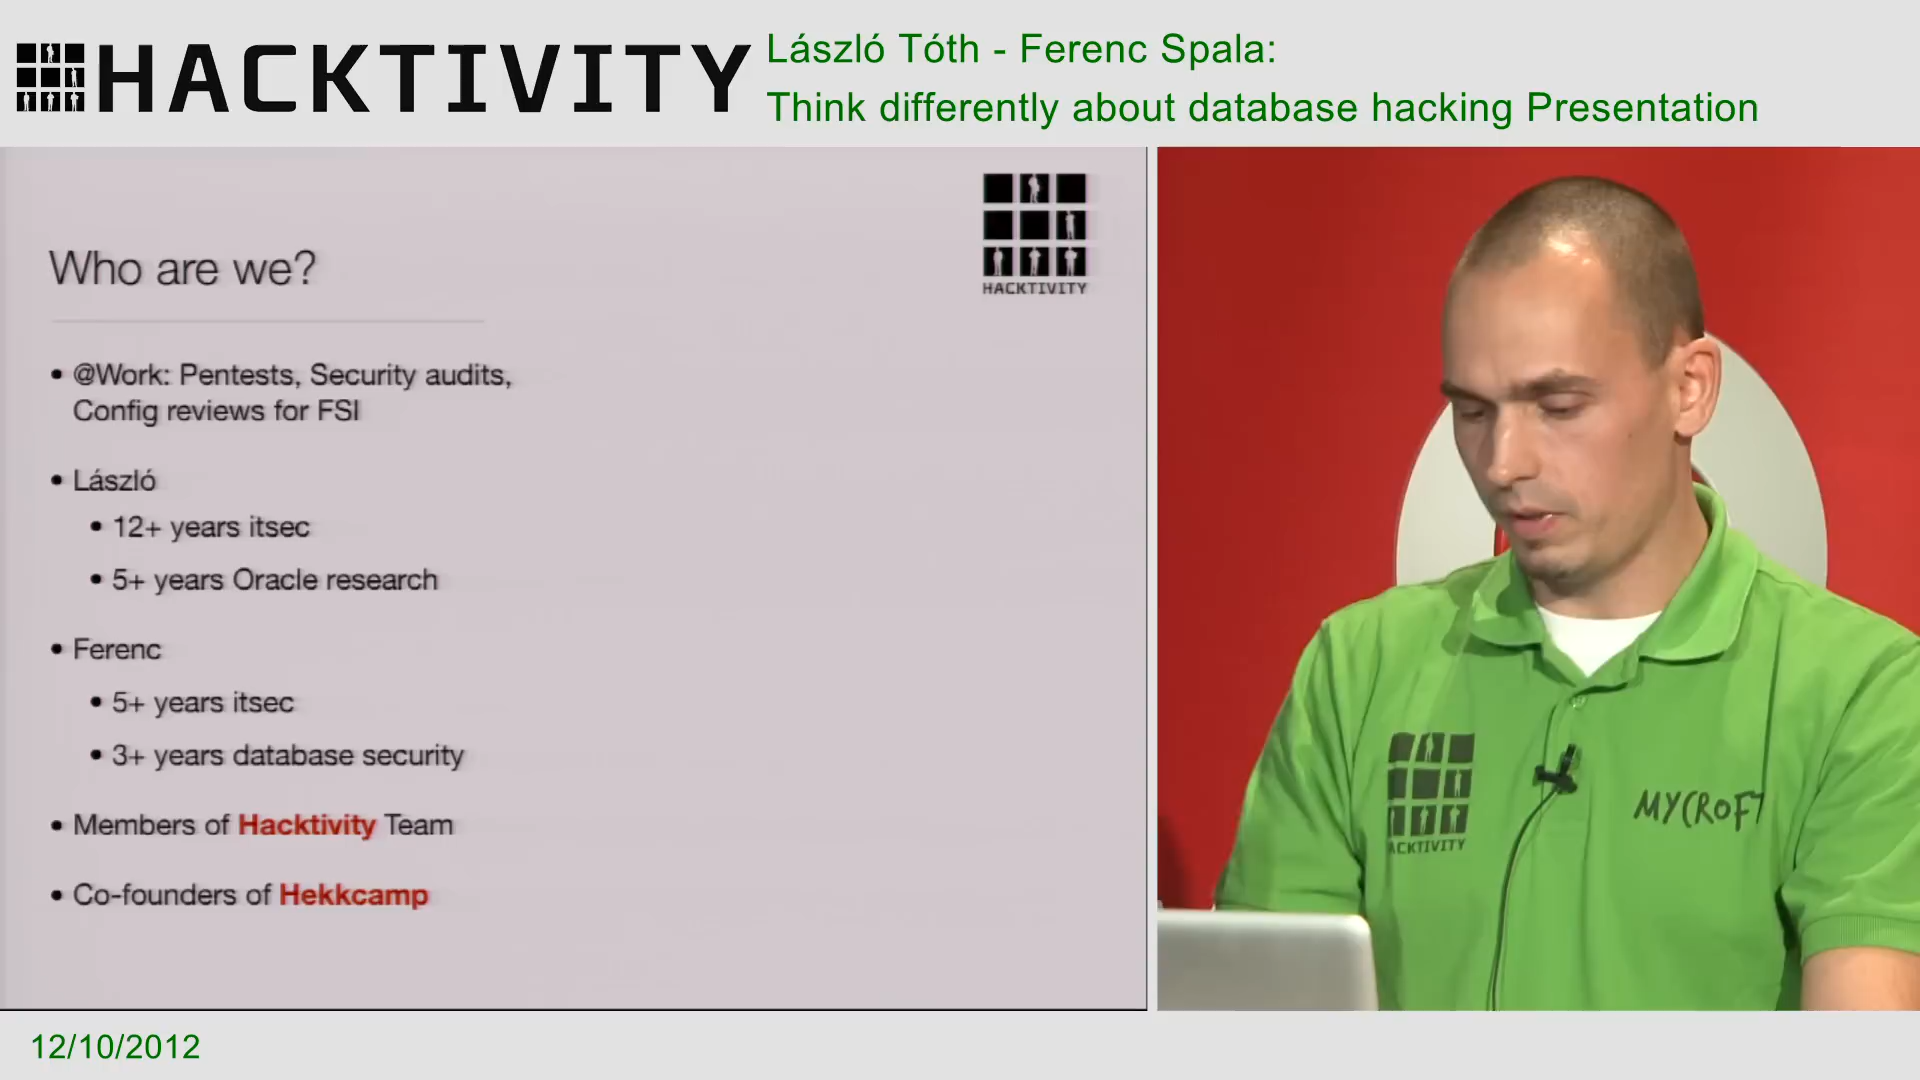 HACKTIVITY
László Tóth - Ferenc Spala:
Think differently about database hacking Presentation
HACKTIVITY
Who are we?
• @Work: Pentests, Security audits,
Config reviews for FSI
• László
• 12+ years itsec
• 5+ years Oracle research
• Ferenc
• 5+ years itsec
• 3+ years database security
• Members of Hacktivity Team
• Co-founders of Hekkcamp
HACKTIVITY
MYCROFT
12/10/2012